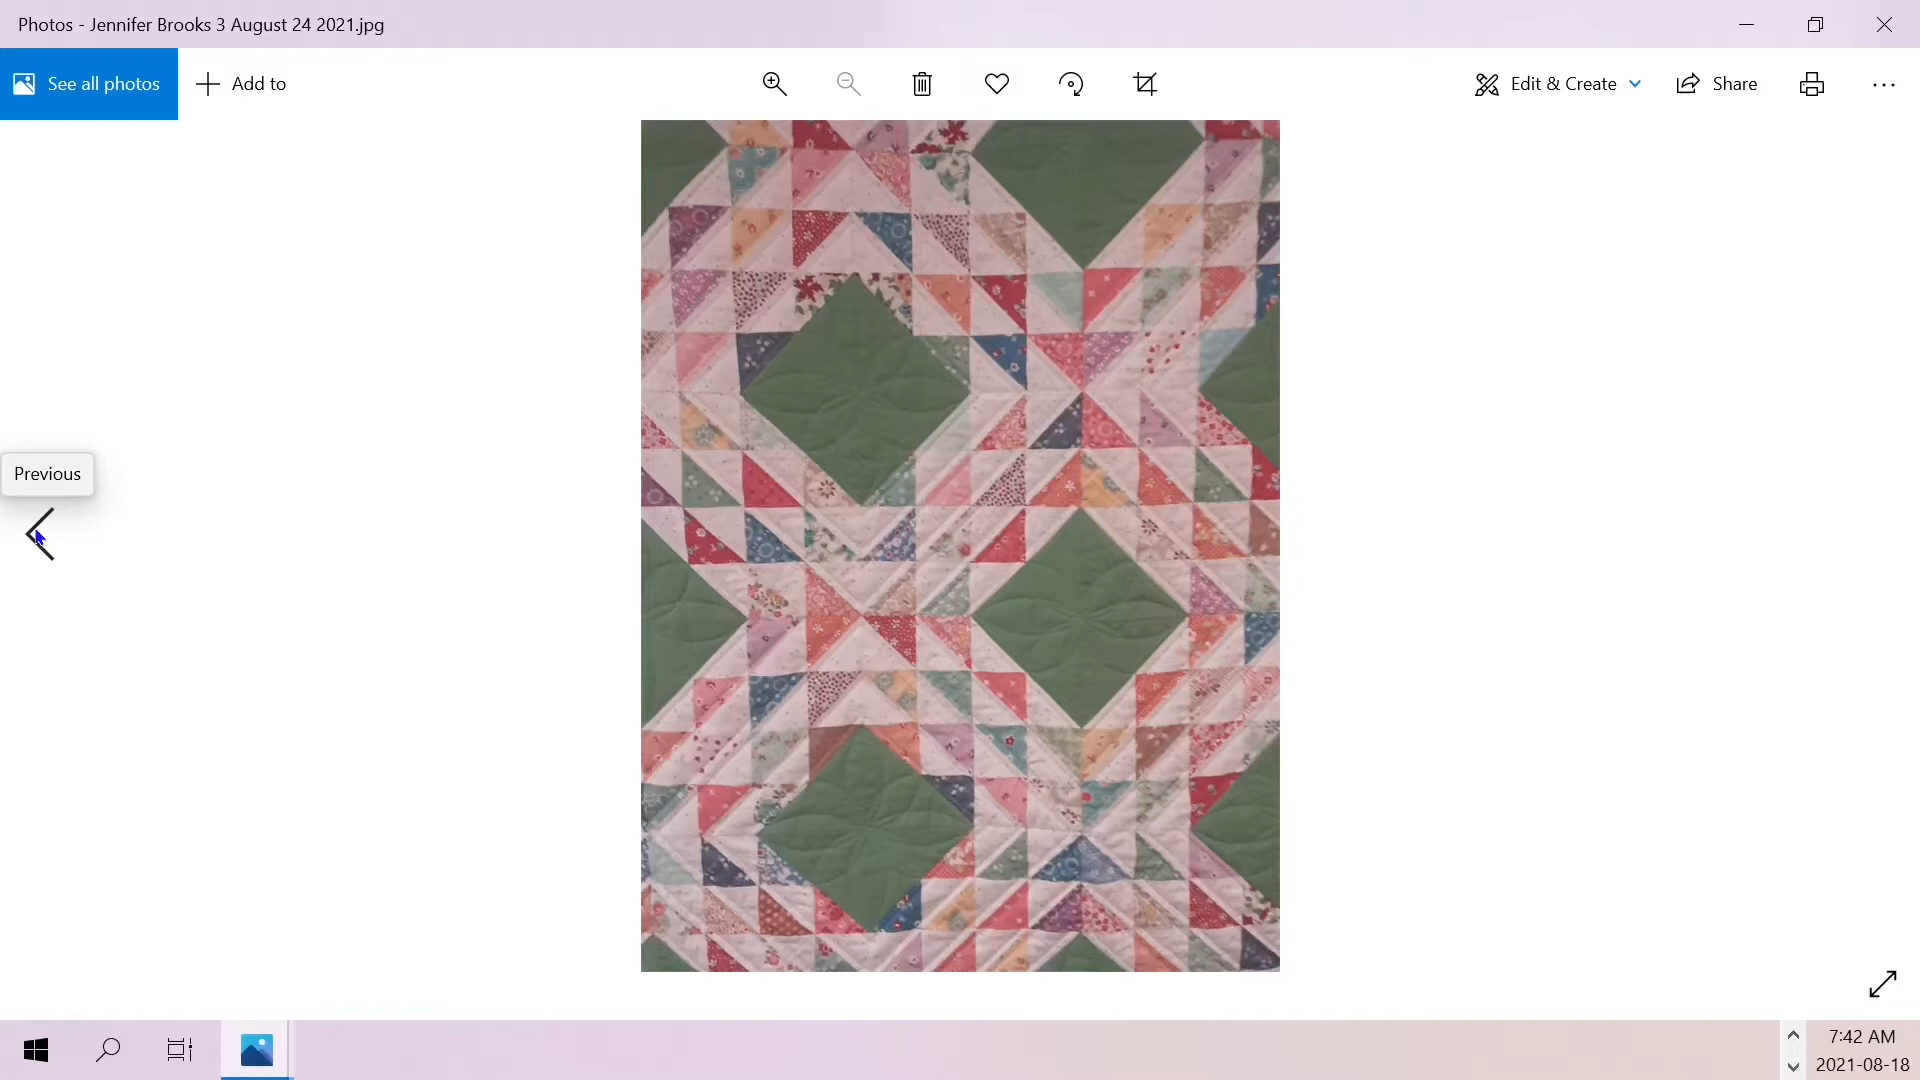 Photos - Jennifer Brooks 3 August 24 2021.jpg
See all photos
Add to
Edit & Create
Share
Previous
7:42 AM
2021-08-18